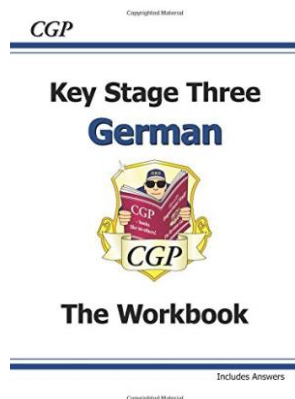 Copyrighted Material
CGP
Key Stage Three
German
CGP
CGP
The Workbook
Includes Answers
Copyrighted Material